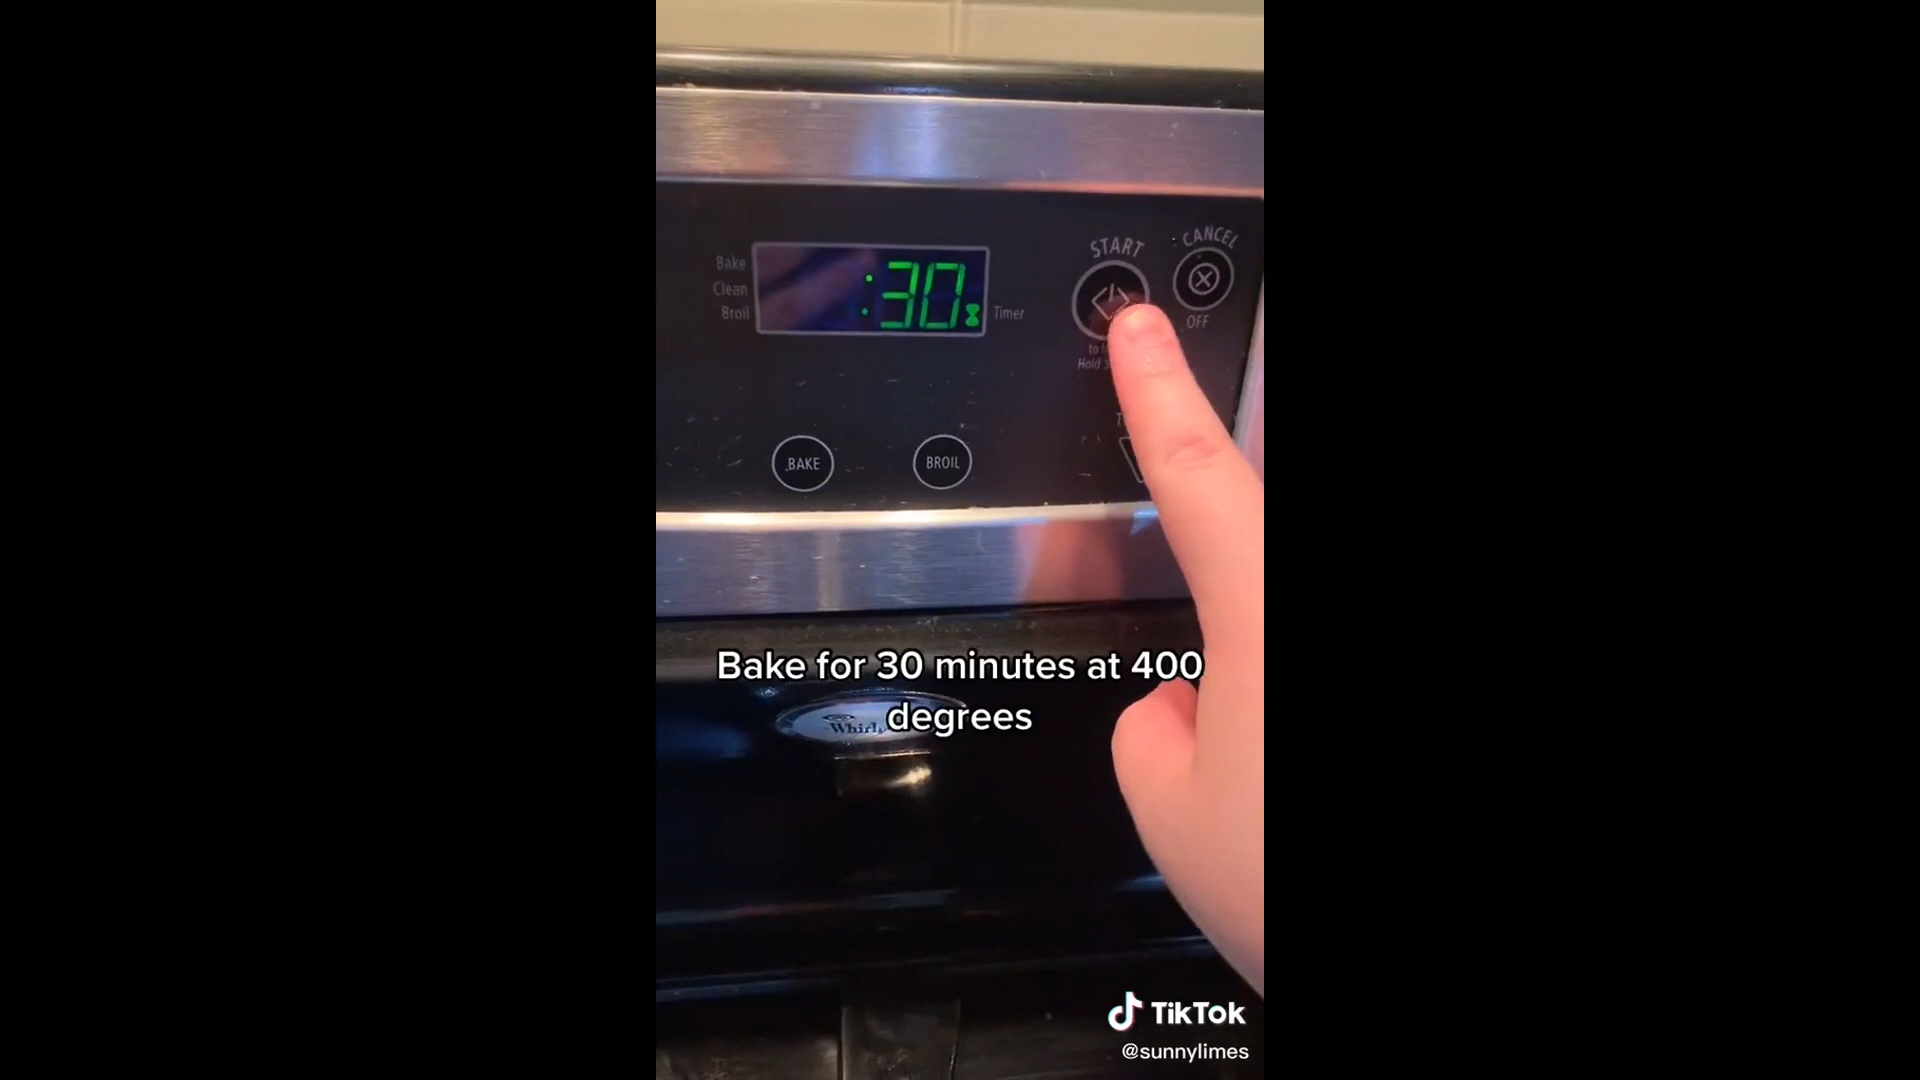 START
CANCEL
Bake
Clean
Broil
:30
Timer
OFF
Hold
BAKE
BROIL
Bake for 30 minutes at 400
degrees
TikTok
@sunnylimes